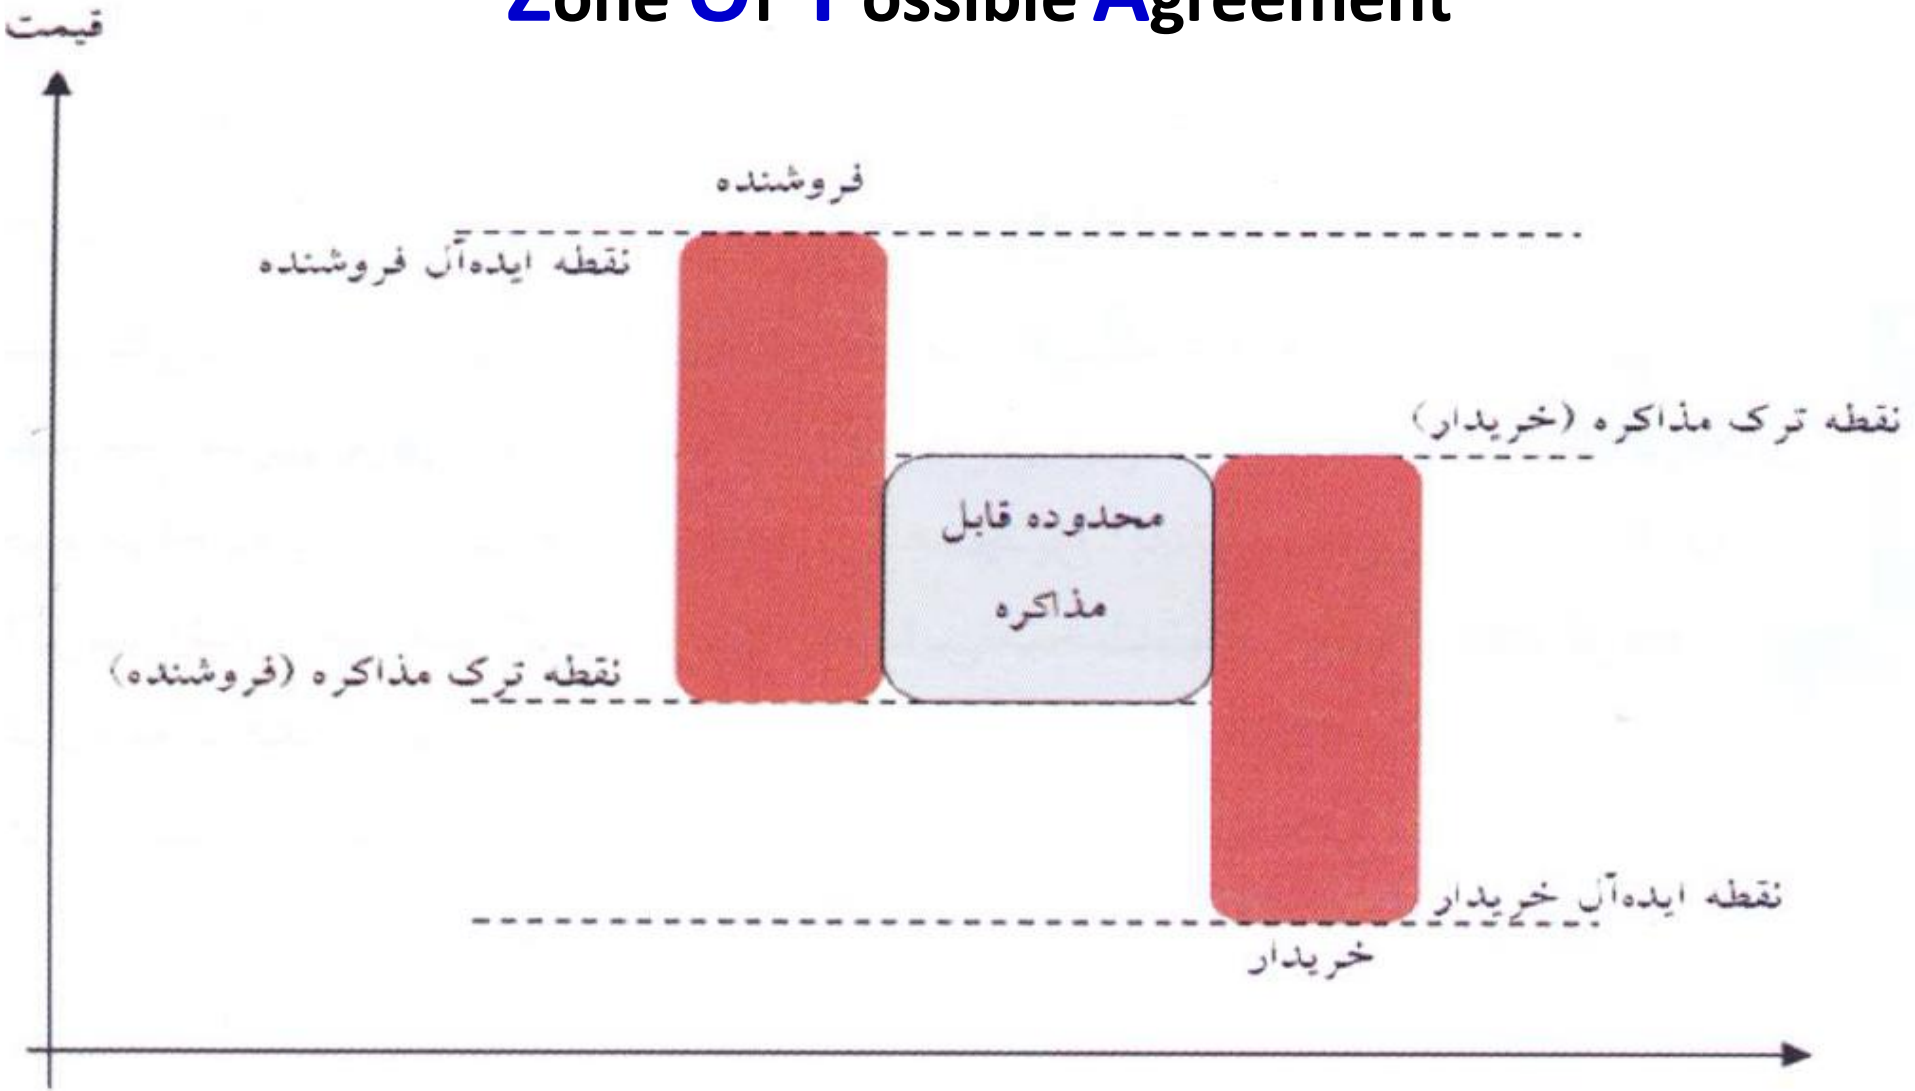 Zone Of Possible Agreement
قیمت
فروشنده
نقطه ایده‌آل فروشنده
نقطه ترک مذاکره (خریدار)
محدوده قابل
مذاکره
نقطه ترک مذاکره (فروشنده)
نقطه ایده‌آل خریدار
خریدار